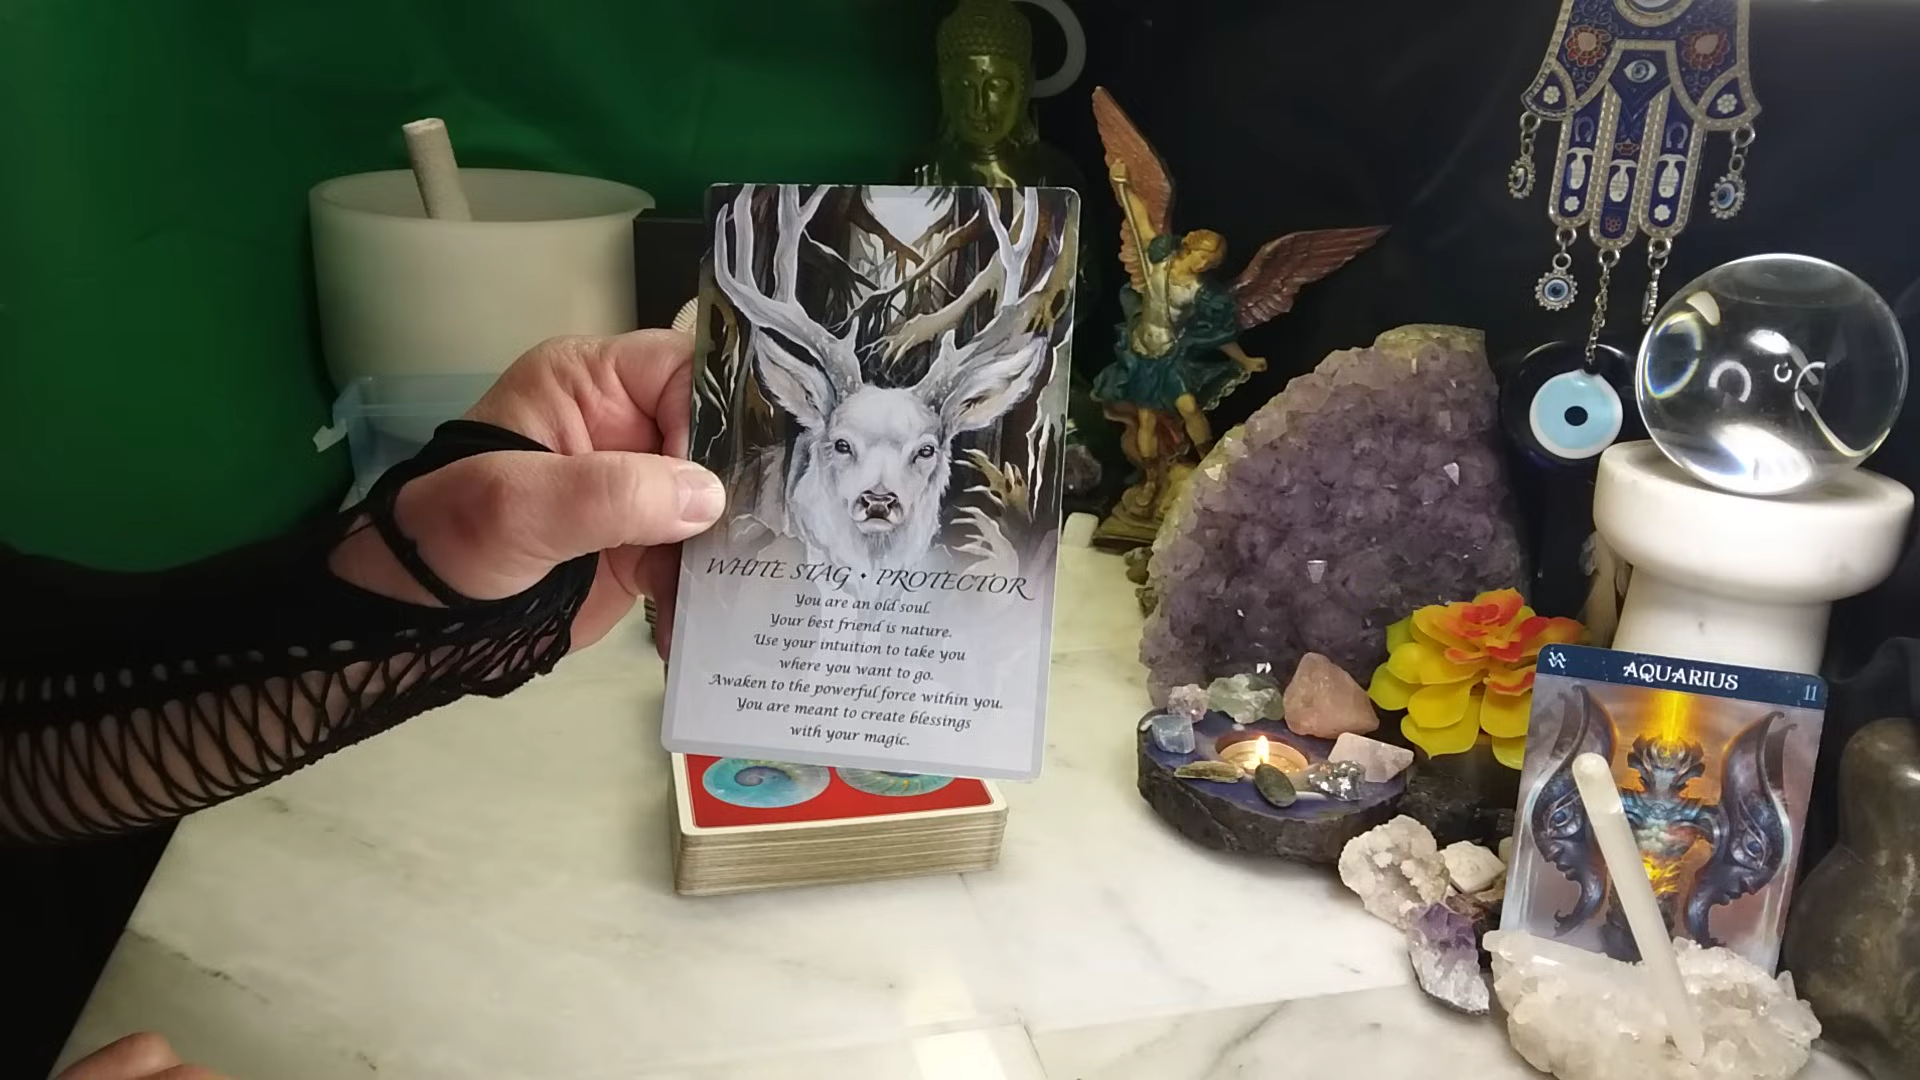 WHITE STAG • PROTECTOR
You are an old soul.
Your best friend is nature.
Use your intuition to take you
where you want to go.
Awaken to the powerful force within you.
You are meant to create blessings
with your magic.
AQUARIUS
11